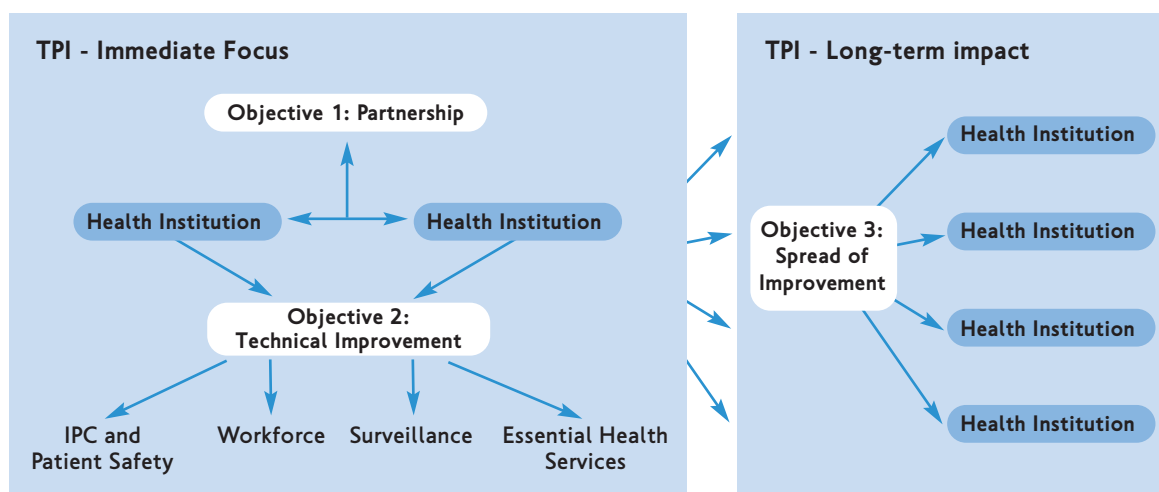 TPI - Immediate Focus
Objective 1: Partnership
Health Institution
Health Institution
Objective 2:
Technical Improvement
IPC and
Patient Safety
Workforce
Surveillance
Essential Health
Services
TPI - Long-term impact
Objective 3:
Spread of
Improvement
Health Institution
Health Institution
Health Institution
Health Institution